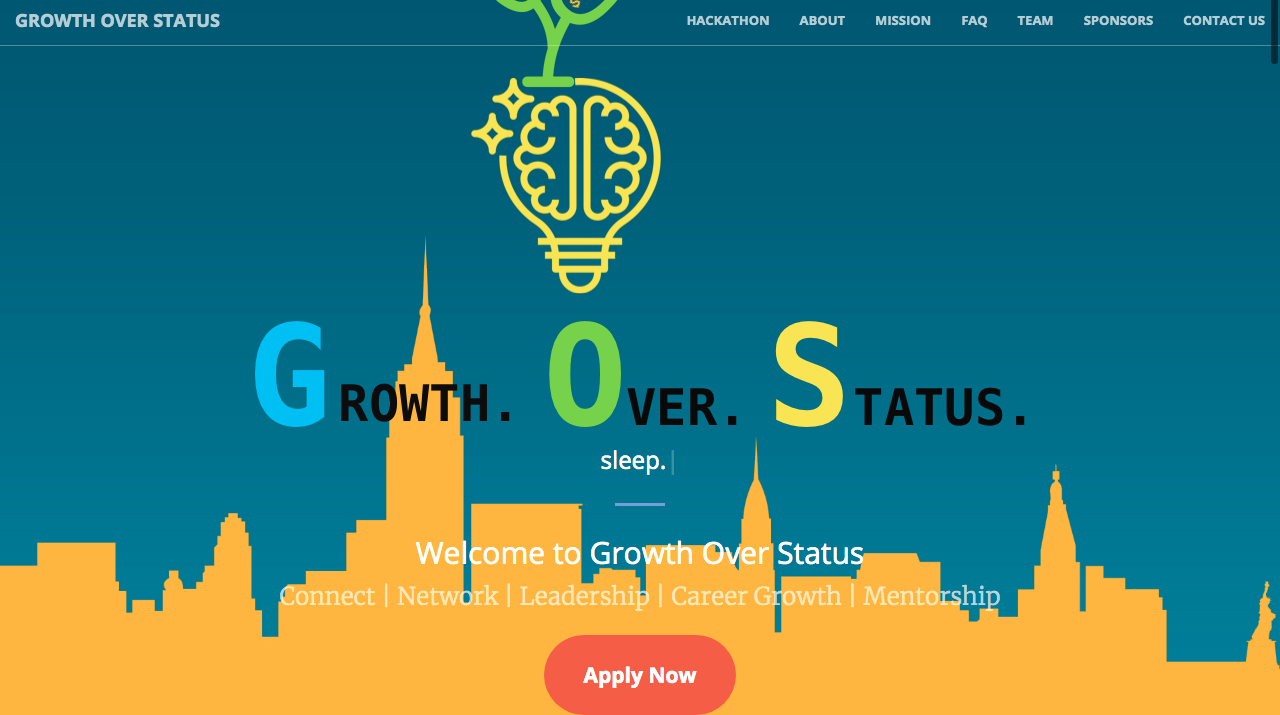 GROWTH OVER STATUS HACKATHON ABOUT MISSION FAQ TEAM SPONSORS CONTACT US
GROWTH. OVER. STATUS.
sleep.
Welcome to Growth Over Status
Connect | Network | Leadership | Career Growth | Mentorship
Apply Now